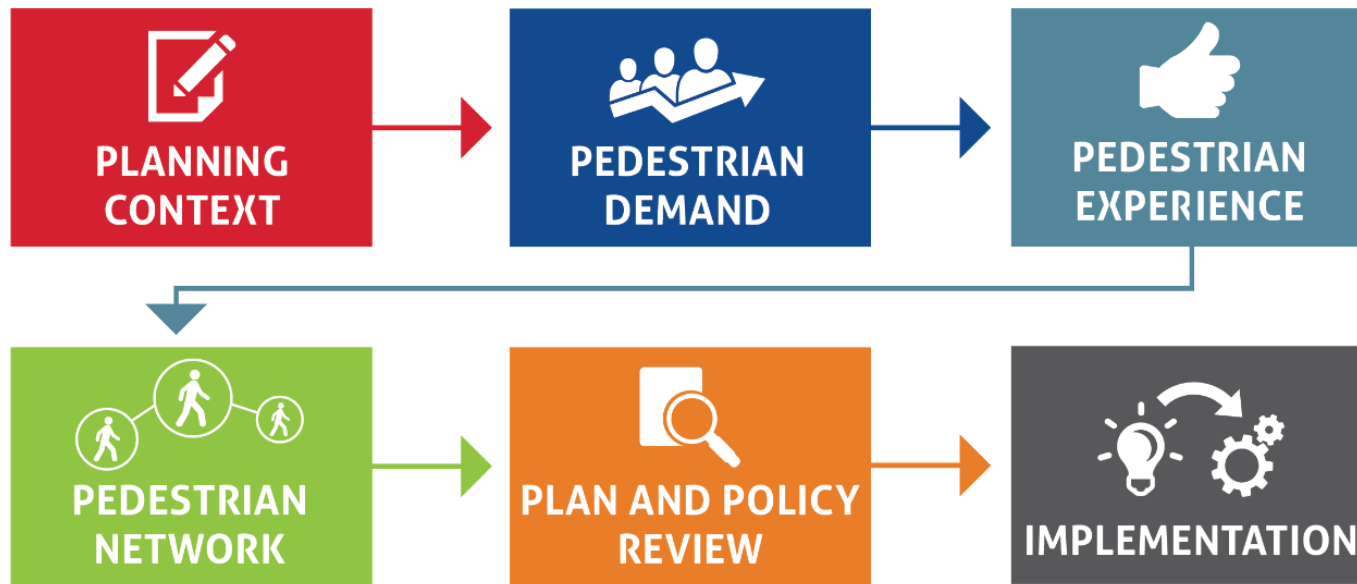 PLANNING
CONTEXT
PEDESTRIAN
DEMAND
PEDESTRIAN
EXPERIENCE
PEDESTRIAN
NETWORK
PLAN AND POLICY
REVIEW
IMPLEMENTATION